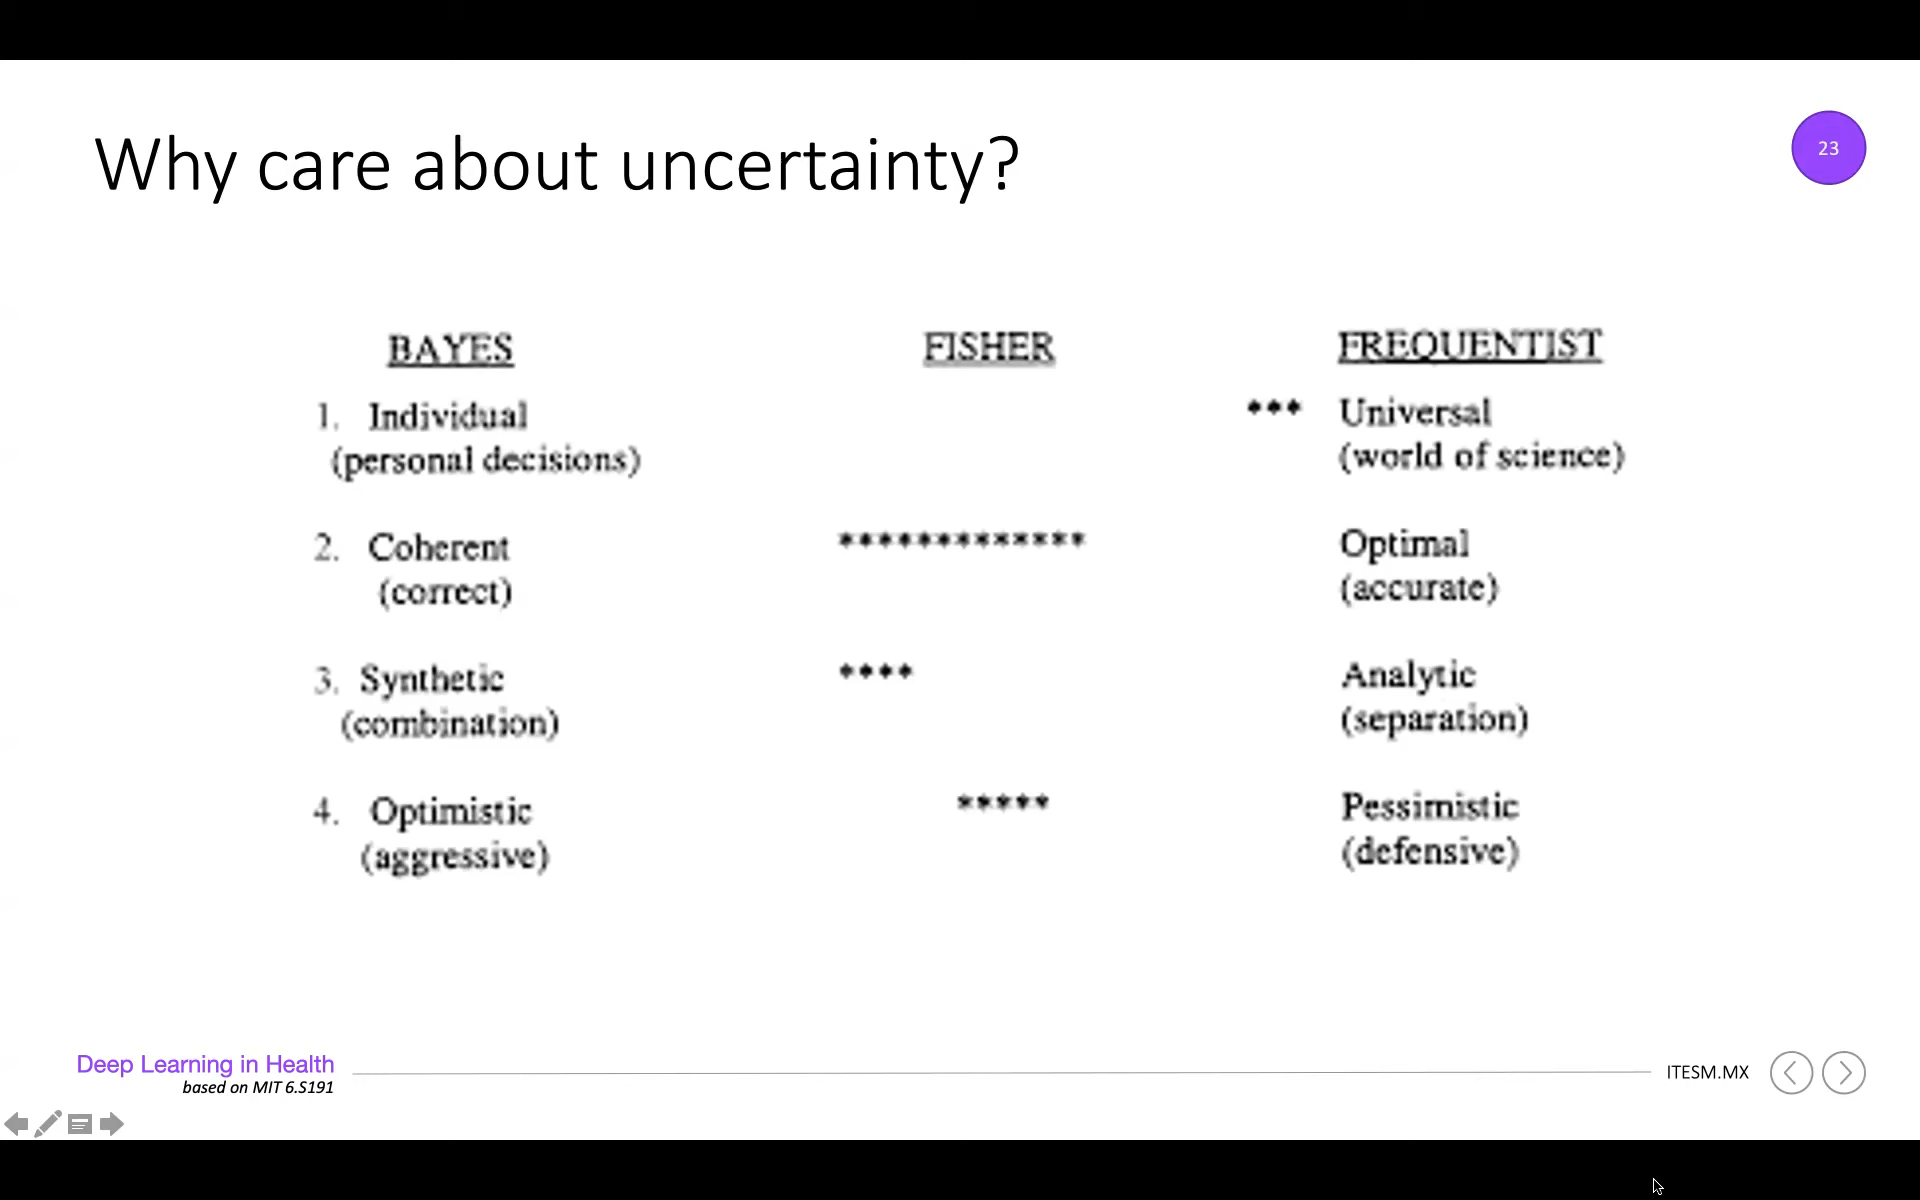 Why care about uncertainty?
23
BAYES FISHER FREQUENTIST
1. Individual *** Universal
(personal decisions) (world of science)
2. Coherent ************* Optimal
(correct) (accurate)
3. Synthetic **** Analytic
(combination) (separation)
4. Optimistic ***** Pessimistic
(aggressive) (defensive)
Deep Learning in Health
based on MIT 6.S191
ITESM.MX